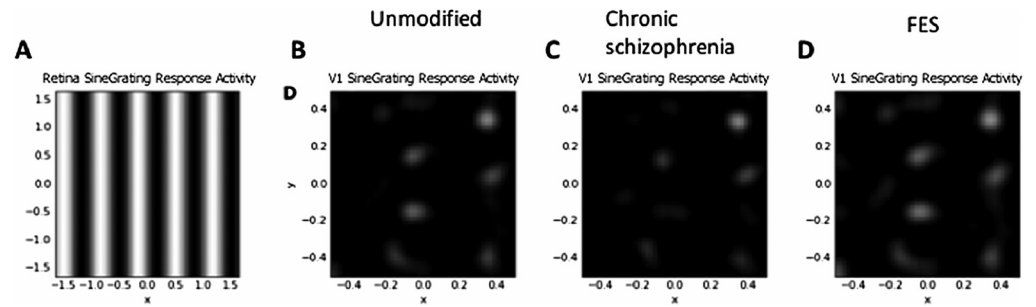 Unmodified
Chronic
schizophrenia
FES
A
B
C
D
Retina SineGrating Response Activity
V1 SineGrating Response Activity
V1 SineGrating Response Activity
V1 SineGrating Response Activity
D
1.5
1.0
0.5
0.0
−0.5
−1.0
−1.5
−1.5 −1.0 −0.5 0.0 0.5 1.0 1.5
x
0.4
0.2
0.0
−0.2
−0.4
y
−0.4 −0.2 0.0 0.2 0.4
x
0.4
0.2
0.0
−0.2
−0.4
−0.4 −0.2 0.0 0.2 0.4
x
0.4
0.2
0.0
−0.2
−0.4
−0.4 −0.2 0.0 0.2 0.4
x